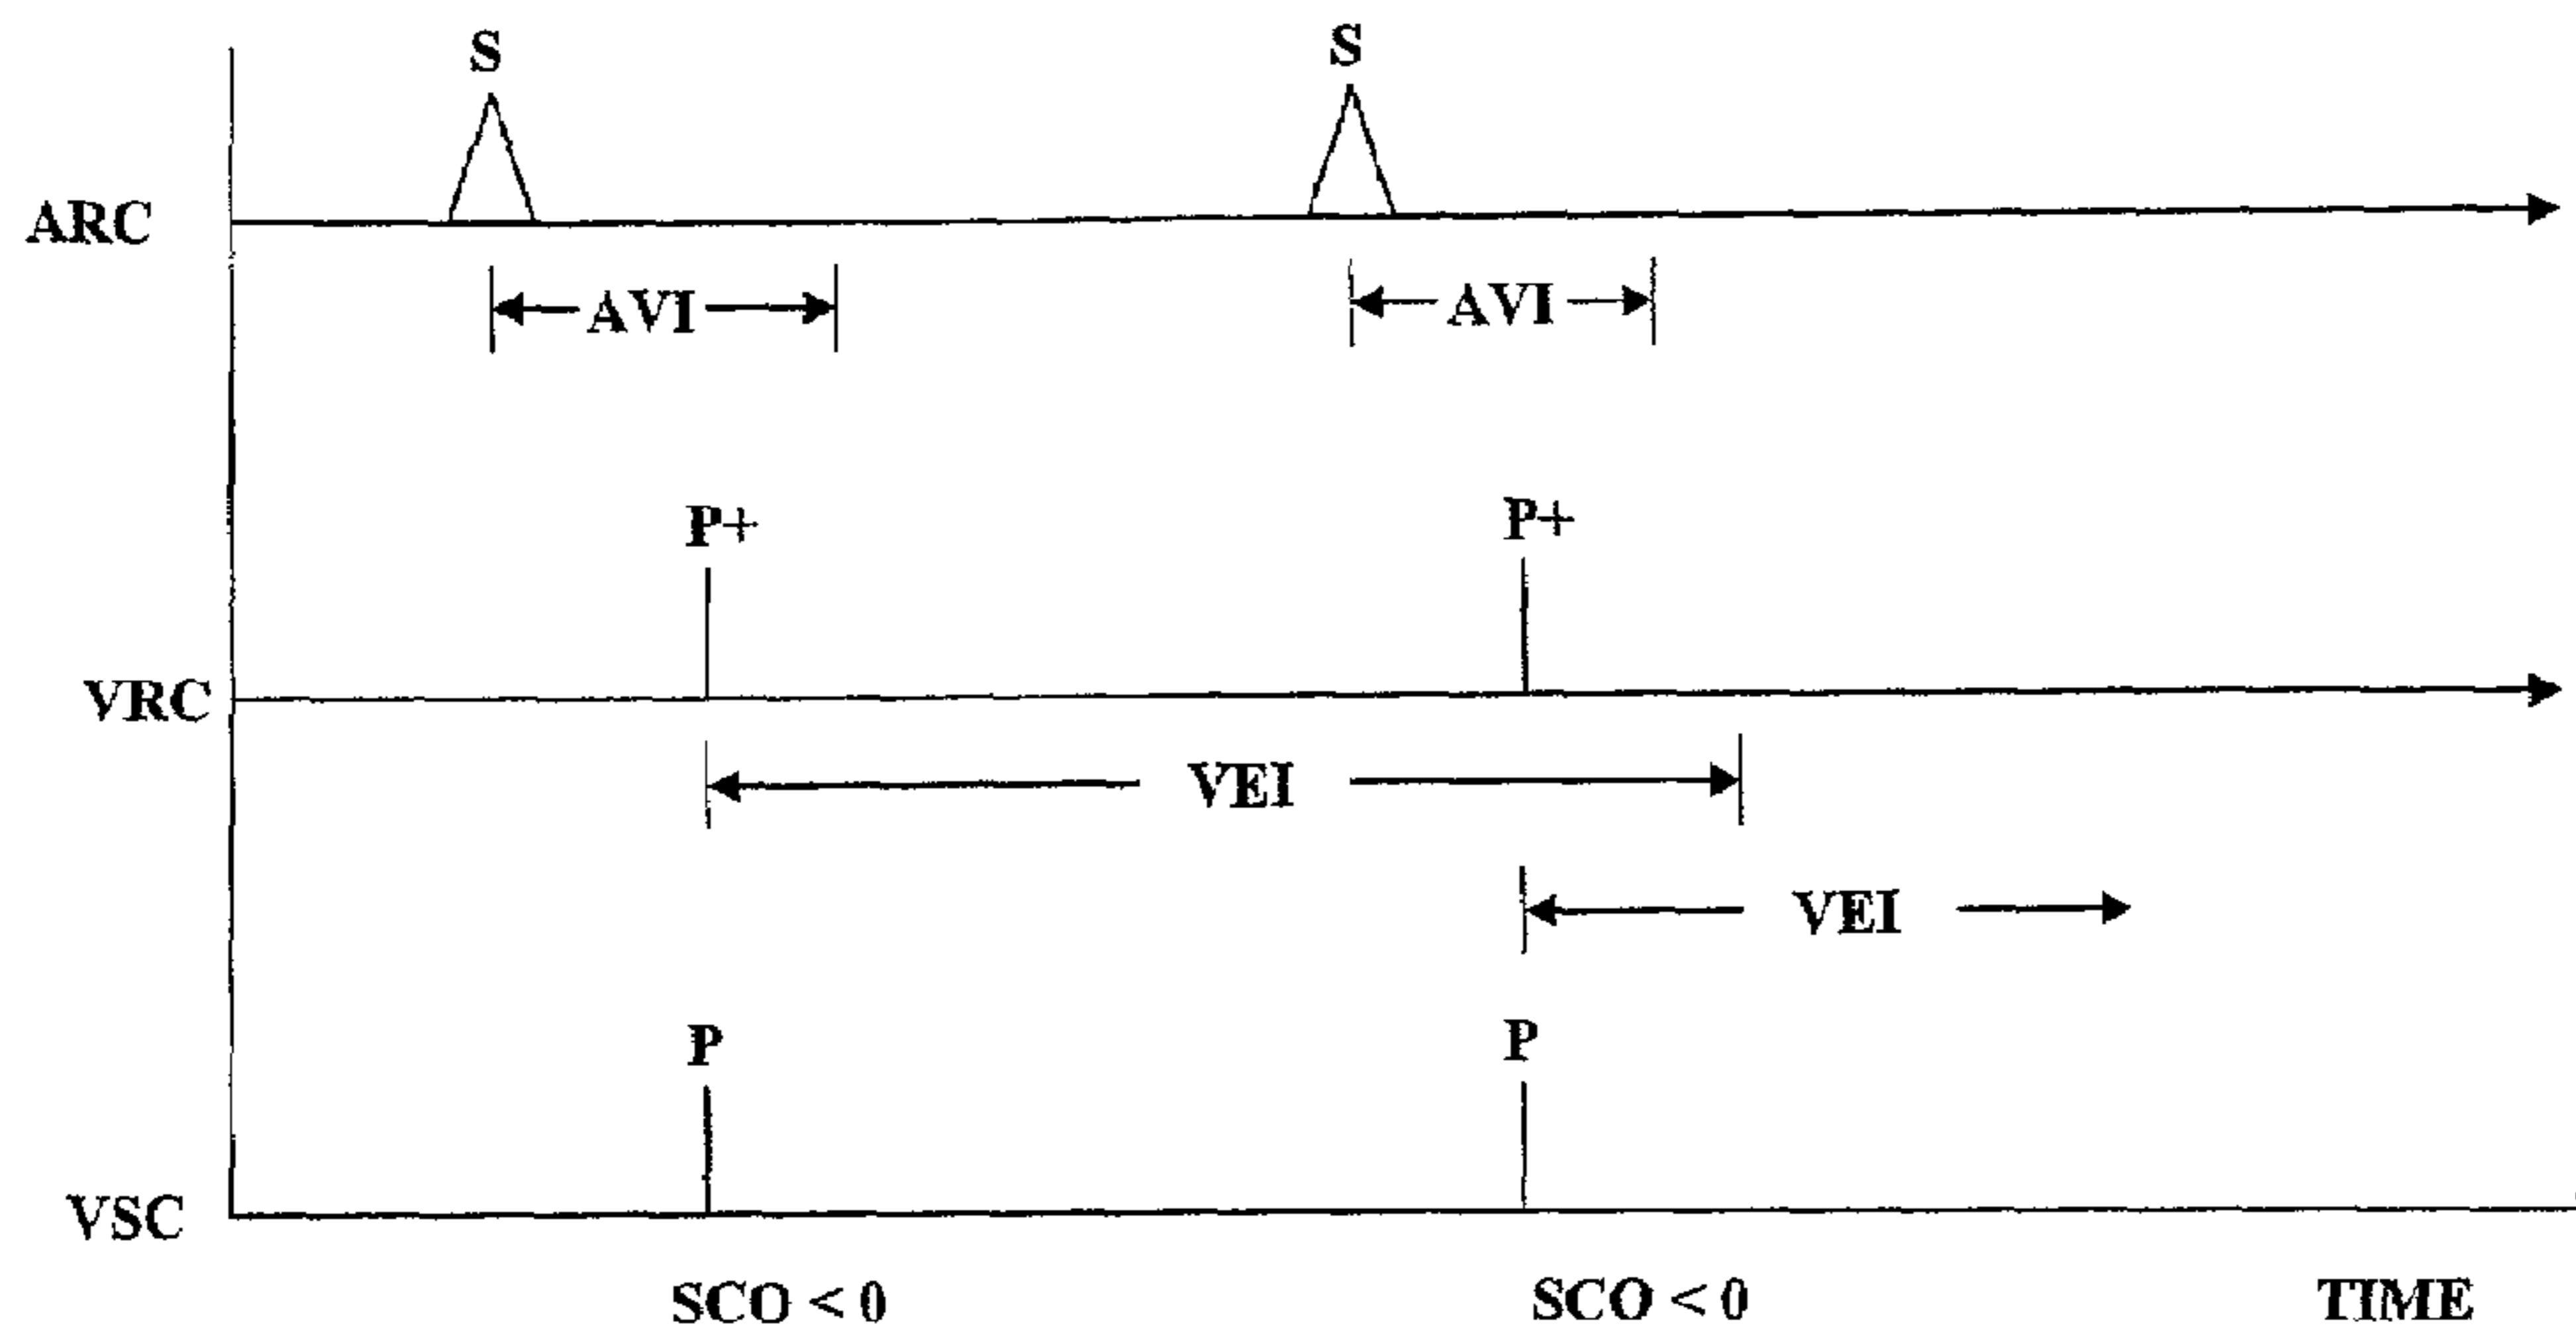 S S
ARC
AVI AVI
P+ P+
VRC
VEI
VEI
P P
VSC
SCO < 0 SCO < 0 TIME